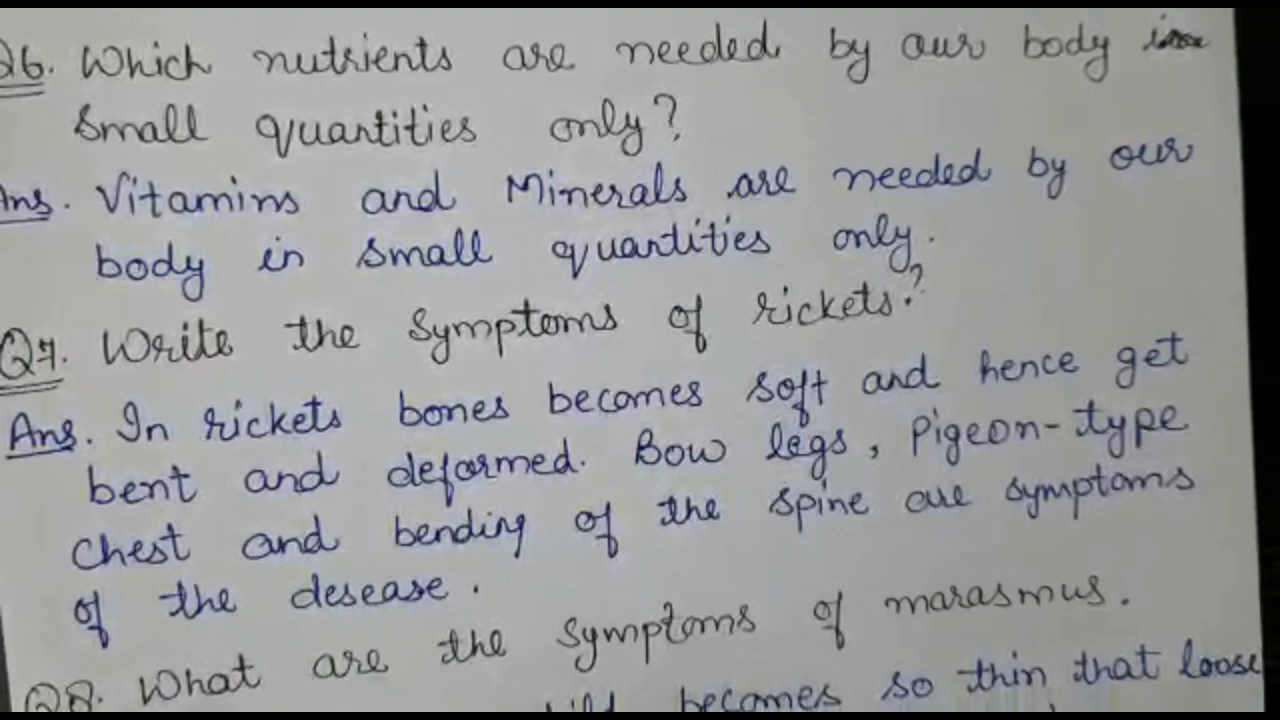 Q6. Which nutrients are needed by our body in
small quantities only?
Ans. Vitamins and Minerals are needed by our
body in small quantities only.
Q7. Write the symptoms of rickets?
Ans. In rickets bones becomes soft and hence get
bent and deformed. Bow legs, Pigeon-type
chest and bending of the spine are symptoms
of the desease.
Q8. What are the symptoms of marasmus.
becomes so thin that loose